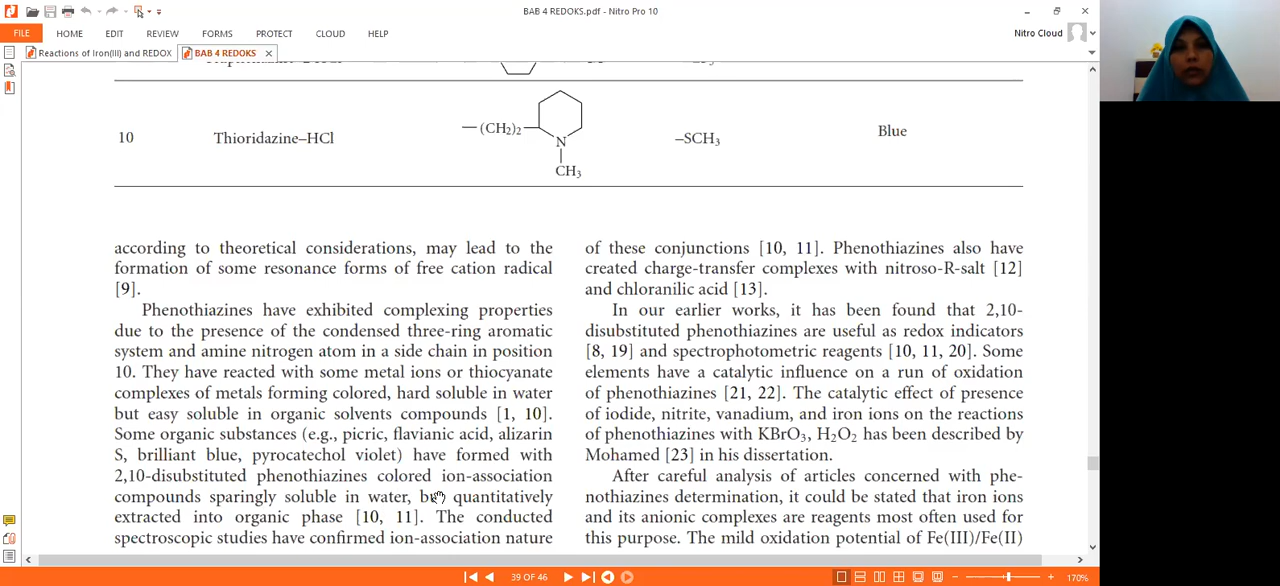 BAB 4 REDOKS.pdf - Nitro Pro 10
FILE HOME EDIT REVIEW FORMS PROTECT CLOUD HELP
Nitro Cloud
Reactions of Iron(III) and REDOX
BAB 4 REDOKS
10 Thioridazine–HCl —(CH₂)₂ N CH₃ –SCH₃ Blue
according to theoretical considerations, may lead to the
formation of some resonance forms of free cation radical
[9].
Phenothiazines have exhibited complexing properties
due to the presence of the condensed three-ring aromatic
system and amine nitrogen atom in a side chain in position
10. They have reacted with some metal ions or thiocyanate
complexes of metals forming colored, hard soluble in water
but easy soluble in organic solvents compounds [1, 10].
Some organic substances (e.g., picric, flavianic acid, alizarin
S, brilliant blue, pyrocatechol violet) have formed with
2,10-disubstituted phenothiazines colored ion-association
compounds sparingly soluble in water, but quantitatively
extracted into organic phase [10, 11]. The conducted
spectroscopic studies have confirmed ion-association nature
of these conjunctions [10, 11]. Phenothiazines also have
created charge-transfer complexes with nitroso-R-salt [12]
and chloranilic acid [13].
In our earlier works, it has been found that 2,10-
disubstituted phenothiazines are useful as redox indicators
[8, 19] and spectrophotometric reagents [10, 11, 20]. Some
elements have a catalytic influence on a run of oxidation
of phenothiazines [21, 22]. The catalytic effect of presence
of iodide, nitrite, vanadium, and iron ions on the reactions
of phenothiazines with KBrO₃, H₂O₂ has been described by
Mohamed [23] in his dissertation.
After careful analysis of articles concerned with phe-
nothiazines determination, it could be stated that iron ions
and its anionic complexes are reagents most often used for
this purpose. The mild oxidation potential of Fe(III)/Fe(II)
39 OF 46
170%